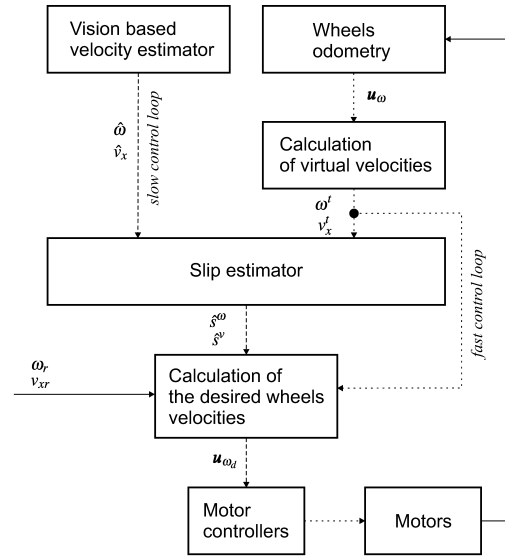 Vision based
velocity estimator
Wheels
odometry
u_ω
ω̂
v̂_x
slow control loop
Calculation
of virtual velocities
ω^t
v_x^t
Slip estimator
fast control loop
ŝ^ω
ŝ^v
ω_r
v_xr
Calculation of
the desired wheels
velocities
u_ω_d
Motor
controllers
Motors